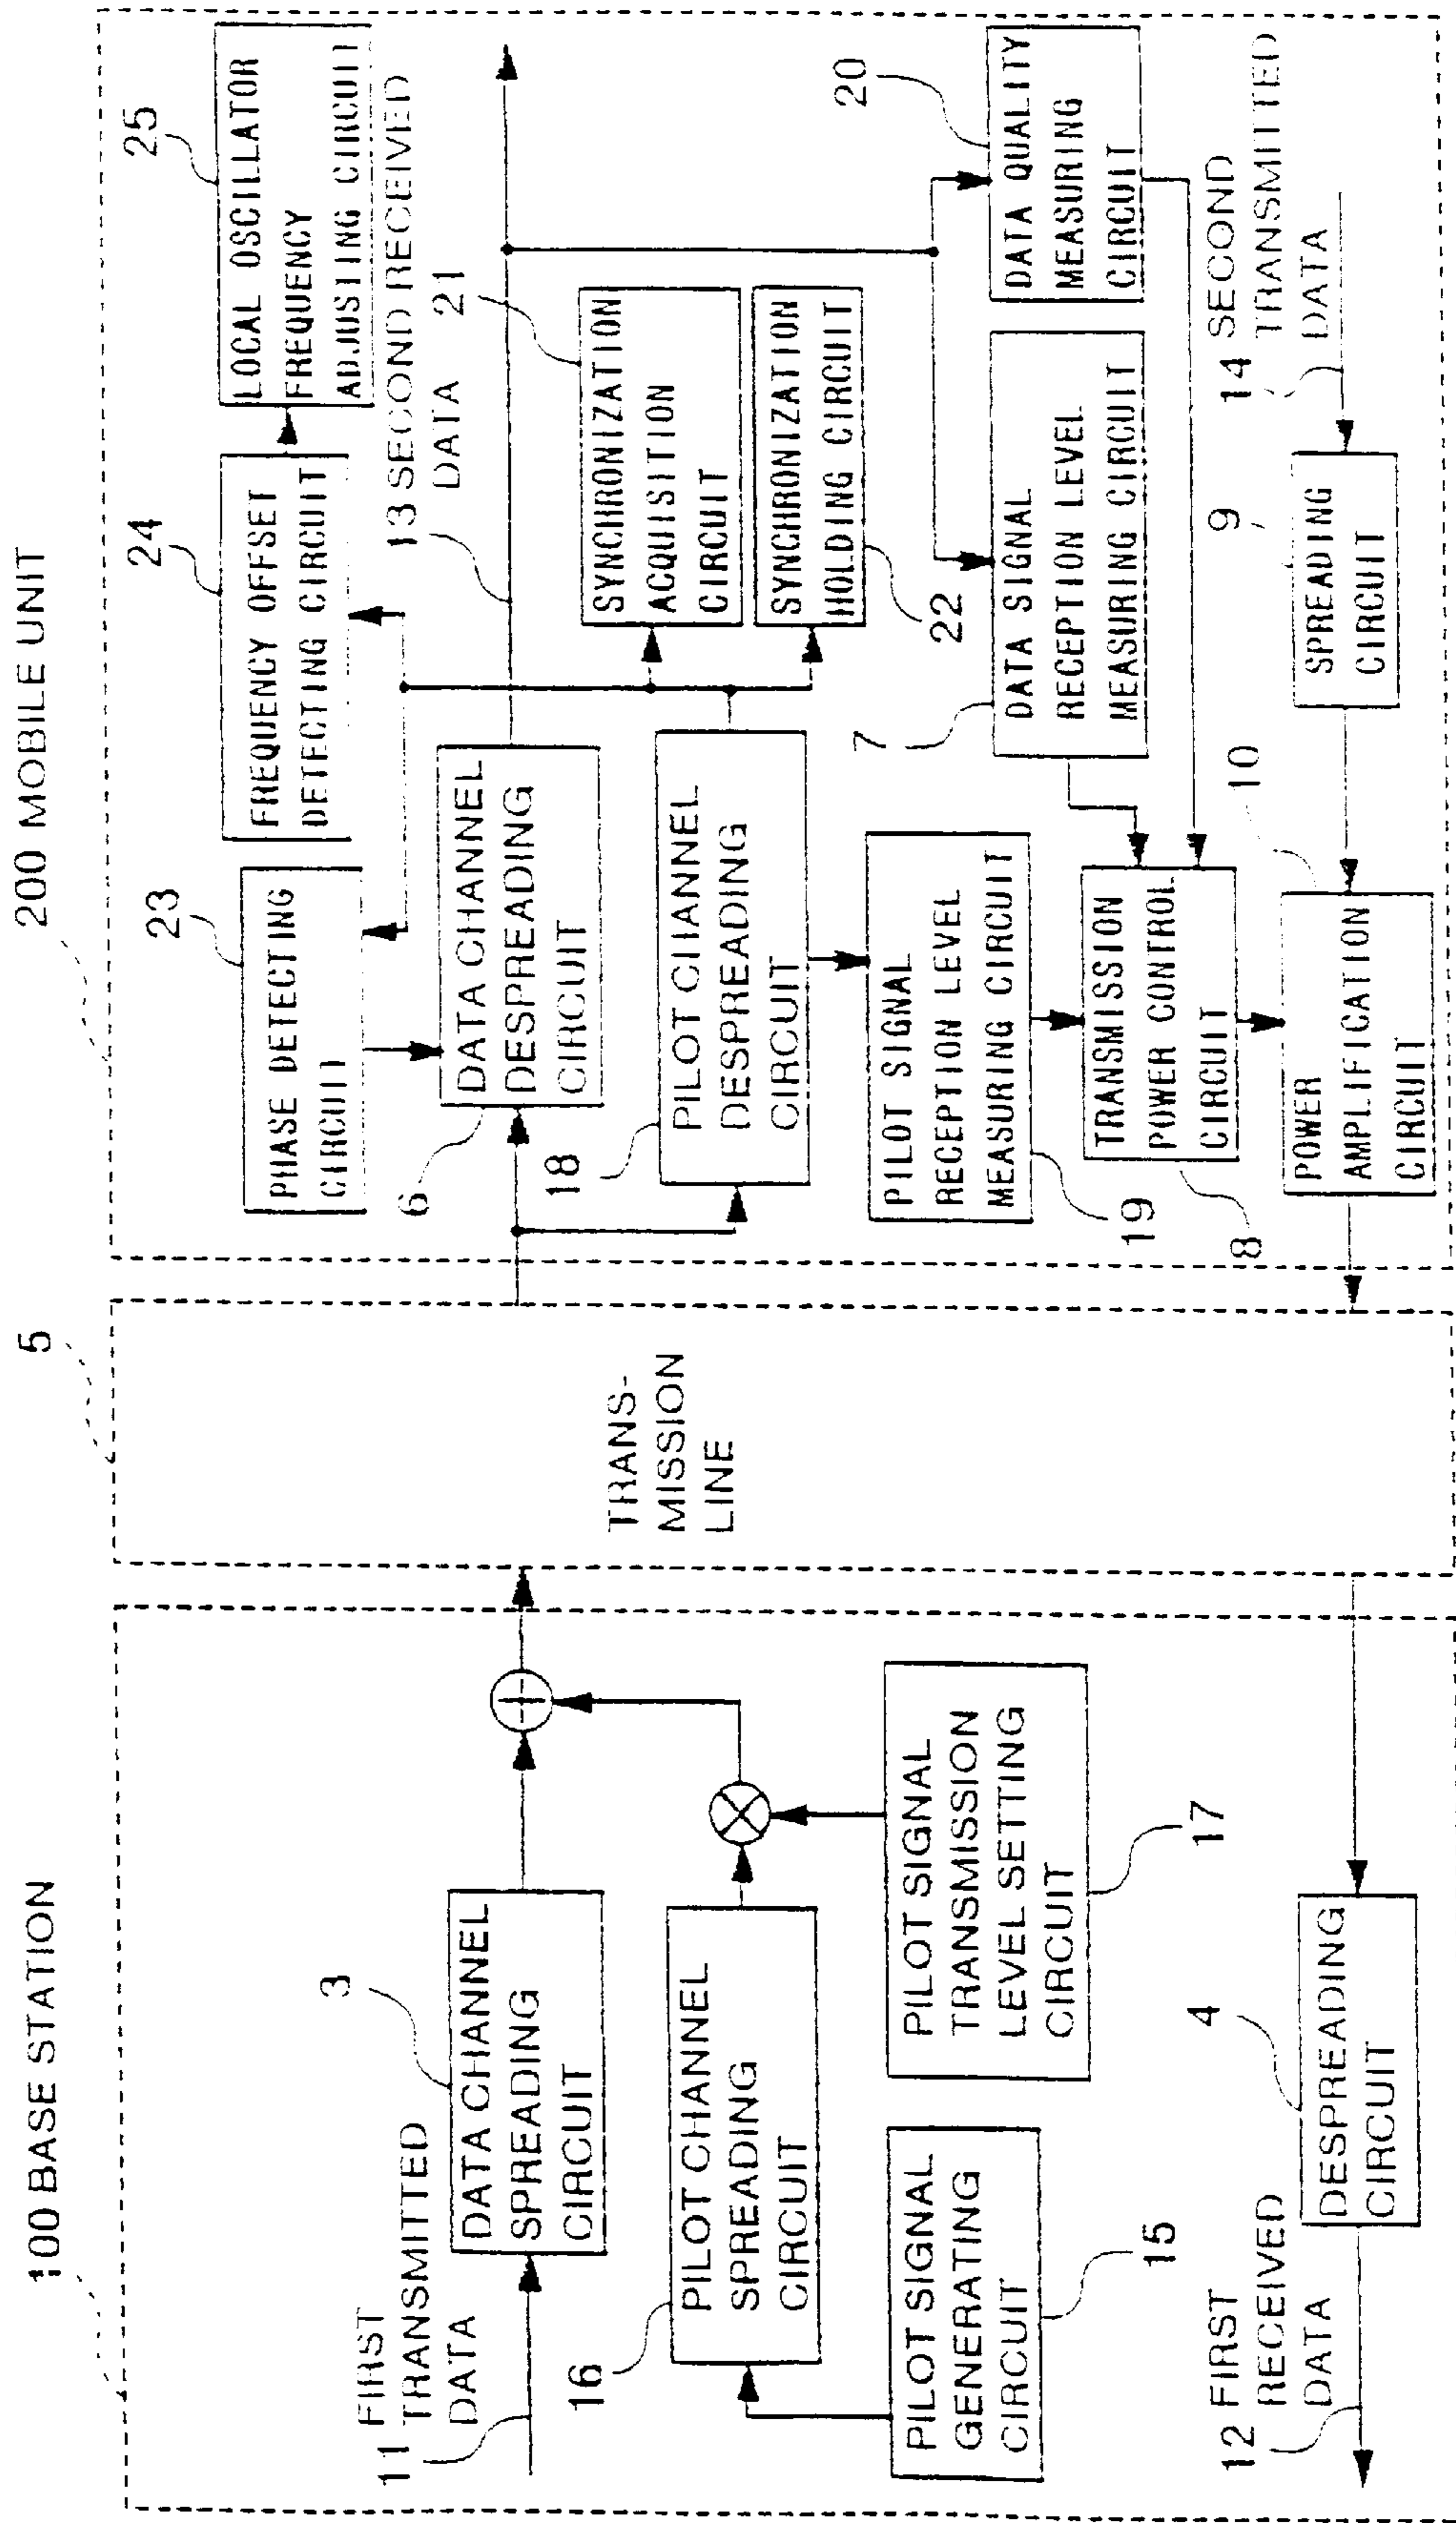 100 BASE STATION
FIRST
TRANSMITTED
DATA
11
3
DATA CHANNEL
SPREADING
CIRCUIT
16
PILOT CHANNEL
SPREADING
CIRCUIT
PILOT SIGNAL
GENERATING
CIRCUIT
15
PILOT SIGNAL
TRANSMISSION
LEVEL SETTING
CIRCUIT
17
12 FIRST
RECEIVED
DATA
4
DESPREADING
CIRCUIT
5
TRANS-
MISSION
LINE
200 MOBILE UNIT
23
PHASE DETECTING
CIRCUIT
24
FREQUENCY OFFSET
DETECTING CIRCUIT
25
LOCAL OSCILLATOR
FREQUENCY
ADJUSTING CIRCUIT
6
DATA CHANNEL
DESPREADING
CIRCUIT
13 SECOND RECEIVED
DATA
18
PILOT CHANNEL
DESPREADING
CIRCUIT
21
SYNCHRONIZATION
ACQUISITION
CIRCUIT
SYNCHRONIZATION
HOLDING CIRCUIT
22
PILOT SIGNAL
RECEPTION LEVEL
MEASURING CIRCUIT
19
7
DATA SIGNAL
RECEPTION LEVEL
MEASURING CIRCUIT
20
DATA QUALITY
MEASURING
CIRCUIT
TRANSMISSION
POWER CONTROL
CIRCUIT
8
10
POWER
AMPLIFICATION
CIRCUIT
9
SPREADING
CIRCUIT
14 SECOND
TRANSMITTED
DATA